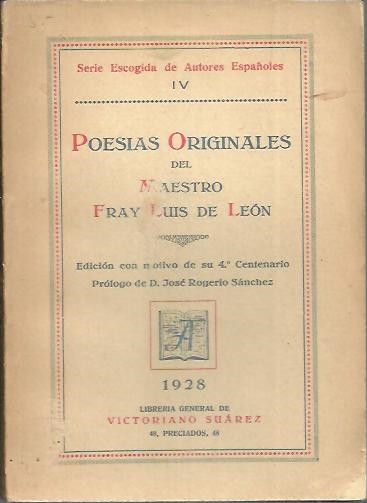 Serie Escogida de Autores Españoles
IV
POESIAS ORIGINALES
DEL
MAESTRO
FRAY LUIS DE LEÓN
Edición con motivo de su 4.º Centenario
Prólogo de D. José Rogerio Sánchez
1928
LIBRERIA GENERAL DE
VICTORIANO SUÁREZ
48, PRECIADOS, 48